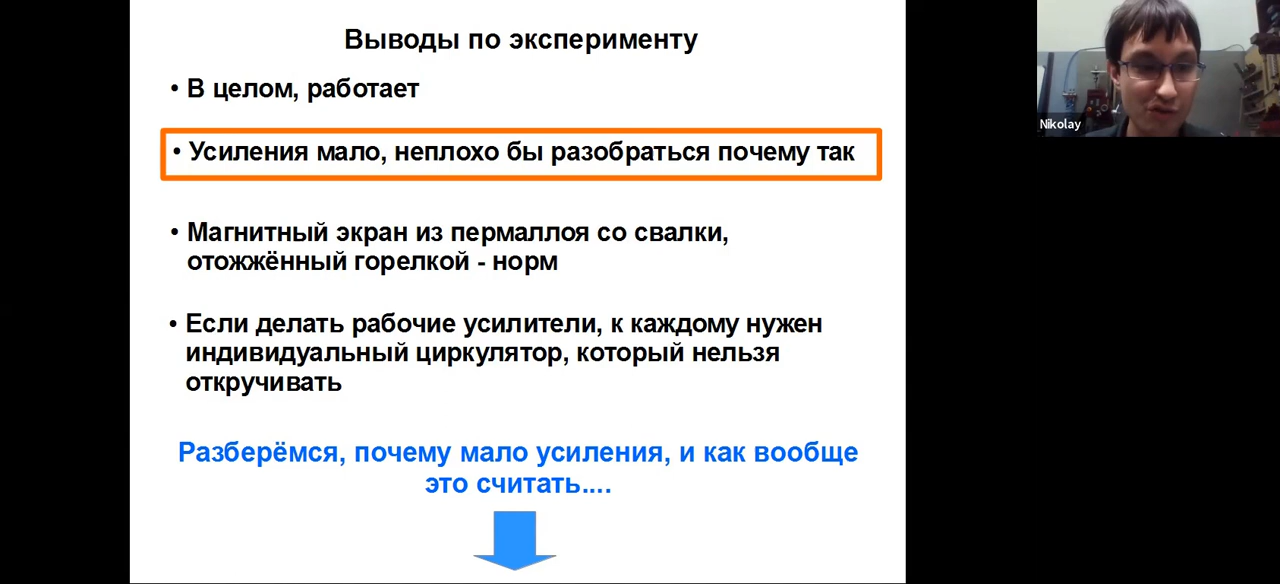 Выводы по эксперименту
• В целом, работает
• Усиления мало, неплохо бы разобраться почему так
• Магнитный экран из пермаллоя со свалки,
отожжённый горелкой - норм
• Если делать рабочие усилители, к каждому нужен
индивидуальный циркулятор, который нельзя
откручивать
Разберёмся, почему мало усиления, и как вообще
это считать....
Nikolay